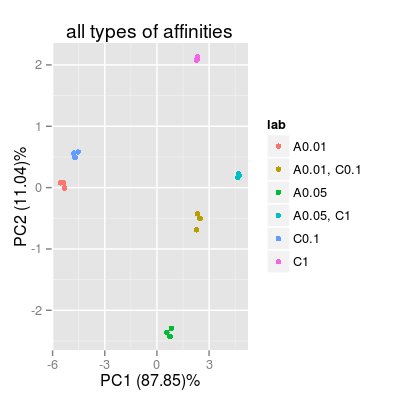 all types of affinities
2
1
0
-1
-2
PC2 (11.04)%
-6
-3
0
3
PC1 (87.85)%
lab
A0.01
A0.01, C0.1
A0.05
A0.05, C1
C0.1
C1